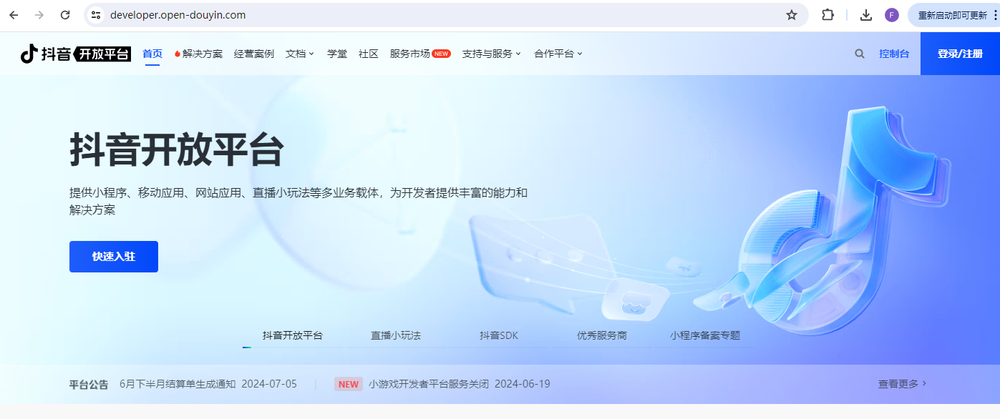 developer.open-douyin.com
F
重新启动即可更新
抖音 开放平台 首页 解决方案 经营案例 文档 学堂 社区 服务市场 NEW 支持与服务 合作平台 控制台 登录/注册
抖音开放平台
提供小程序、移动应用、网站应用、直播小玩法等多业务载体，为开发者提供丰富的能力和
解决方案
快速入驻
抖音开放平台 直播小玩法 抖音SDK 优秀服务商 小程序备案专题
平台公告 6月下半月结算单生成通知 2024-07-05 NEW 小游戏开发者平台服务关闭 2024-06-19 查看更多